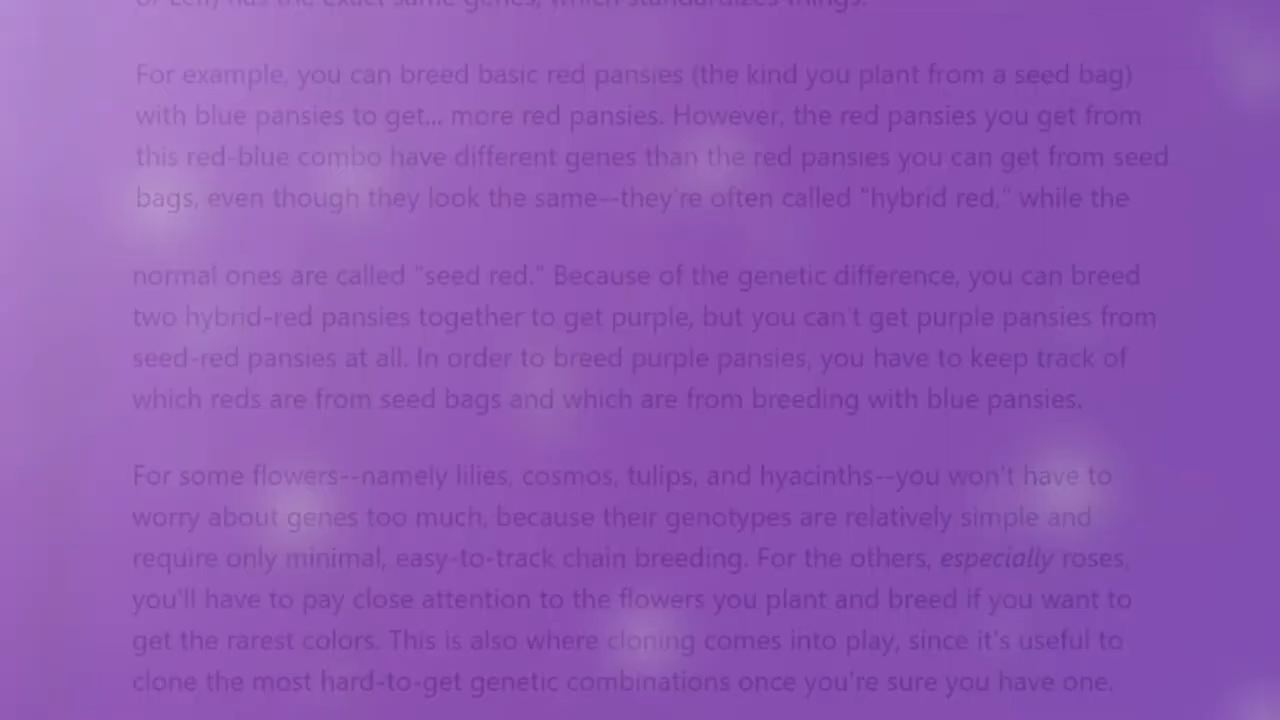 or Leif) has the exact same genes, which standardizes things.
For example, you can breed basic red pansies (the kind you plant from a seed bag)
with blue pansies to get... more red pansies. However, the red pansies you get from
this red-blue combo have different genes than the red pansies you can get from seed
bags, even though they look the same--they're often called "hybrid red," while the
normal ones are called "seed red." Because of the genetic difference, you can breed
two hybrid-red pansies together to get purple, but you can't get purple pansies from
seed-red pansies at all. In order to breed purple pansies, you have to keep track of
which reds are from seed bags and which are from breeding with blue pansies.
For some flowers--namely lilies, cosmos, tulips, and hyacinths--you won't have to
worry about genes too much, because their genotypes are relatively simple and
require only minimal, easy-to-track chain breeding. For the others, especially roses,
you'll have to pay close attention to the flowers you plant and breed if you want to
get the rarest colors. This is also where cloning comes into play, since it's useful to
clone the most hard-to-get genetic combinations once you're sure you have one.